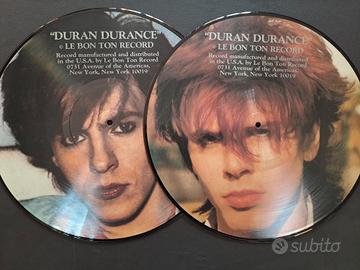 "DURAN DURANCE"
© LE BON TON RECORD
Record manufactured and distributed
in the U.S.A. by Le Bon Ton Record
0731 Avenue of the Americas,
New York, New York 10019
"DURAN DURANCE"
© LE BON TON RECORD
Record manufactured and distributed
in the U.S.A. by Le Bon Ton Record
0731 Avenue of the Americas,
New York, New York 10019
subito